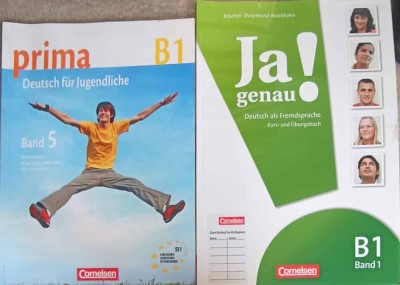 prima
B1
Deutsch für Jugendliche
Band 5
Cornelsen
B1
Ja!
genau
Deutsch als Fremdsprache
Kurs- und Übungsbuch
Cornelsen
Cornelsen
B1
Band 1